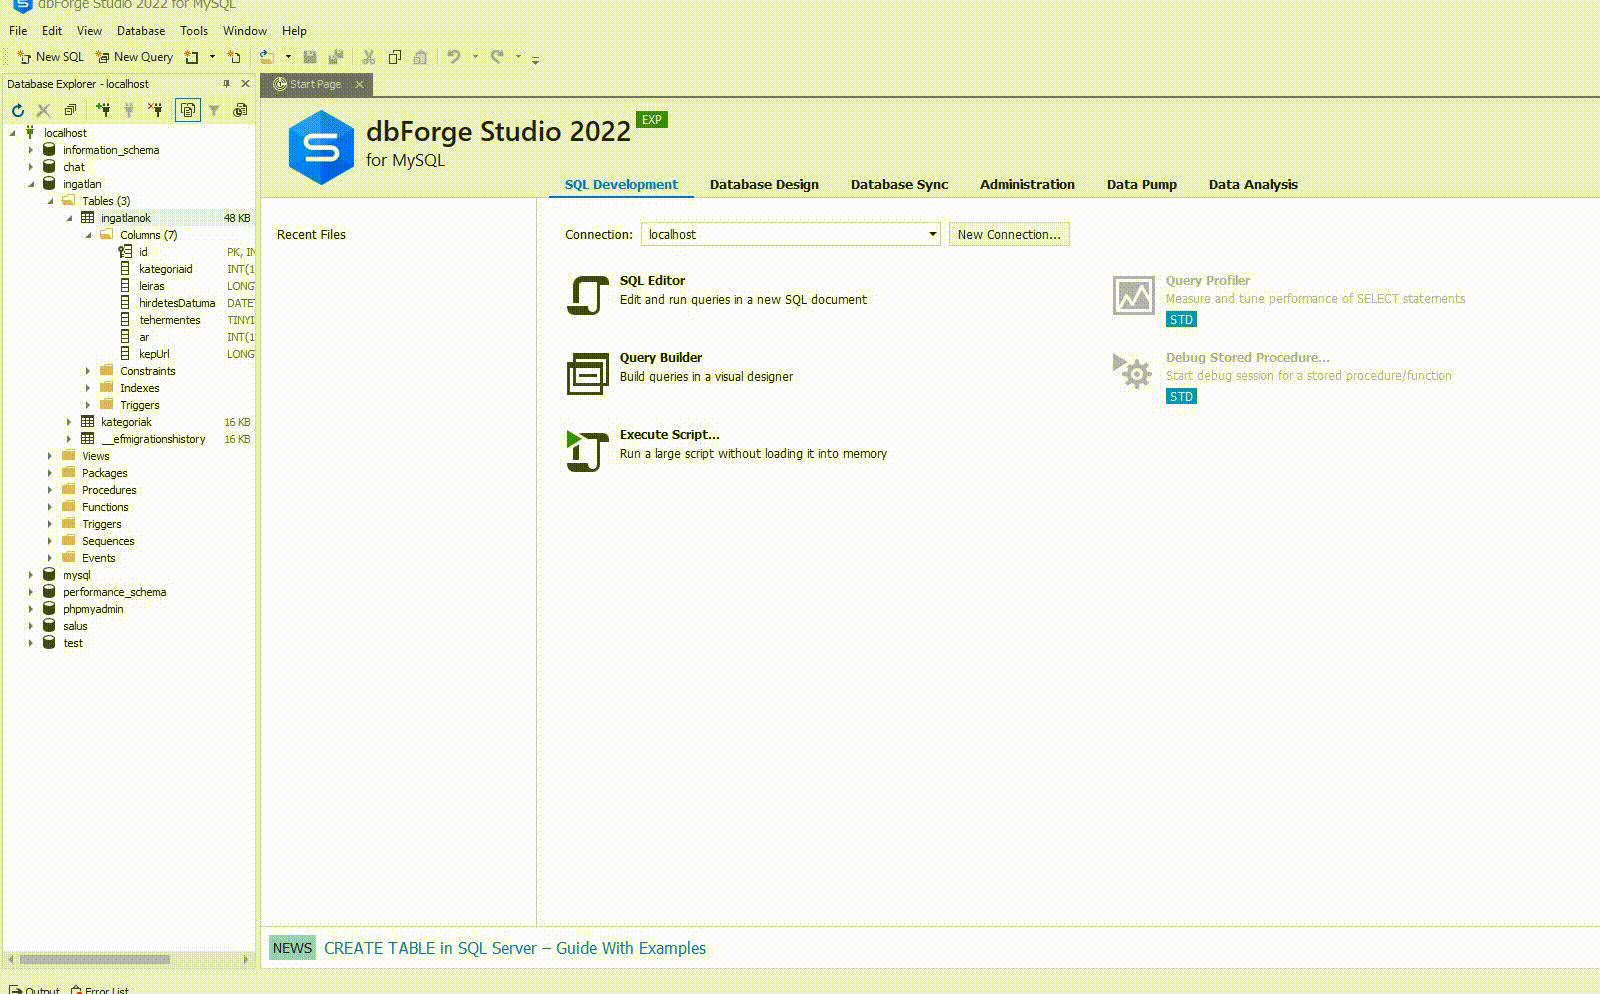 dbForge Studio 2022 for MySQL
File Edit View Database Tools Window Help
New SQL New Query
Database Explorer - localhost
localhost
information_schema
chat
ingatlan
Tables (3)
ingatlanok 48 KB
Columns (7)
id PK, IN
kategoriaid INT(1
leiras LONG
hirdetesDatuma DATET
tehermentes TINYI
ar INT(1
kepUrl LONG
Constraints
Indexes
Triggers
kategoriak 16 KB
__efmigrationshistory 16 KB
Views
Packages
Procedures
Functions
Triggers
Sequences
Events
mysql
performance_schema
phpmyadmin
salus
test
Start Page
dbForge Studio 2022 EXP
for MySQL
SQL Development Database Design Database Sync Administration Data Pump Data Analysis
Recent Files
Connection: localhost New Connection...
SQL Editor
Edit and run queries in a new SQL document
Query Builder
Build queries in a visual designer
Execute Script...
Run a large script without loading it into memory
Query Profiler
Measure and tune performance of SELECT statements
STD
Debug Stored Procedure...
Start debug session for a stored procedure/function
STD
NEWS CREATE TABLE in SQL Server – Guide With Examples
Output Error List